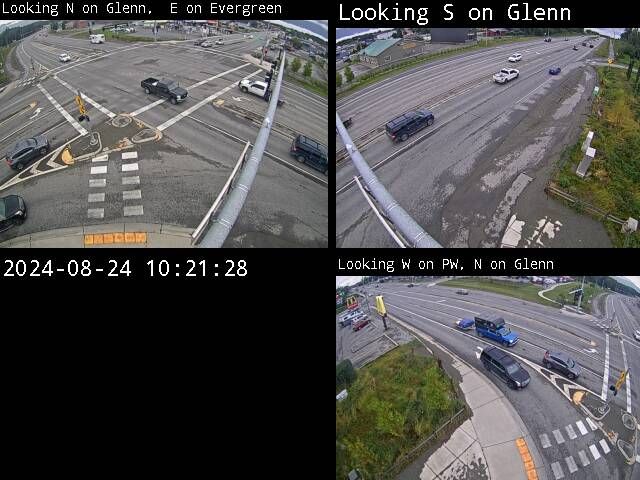 Looking N on Glenn,  E on Evergreen
Looking S on Glenn
2024-08-24 10:21:28
Looking W on PW, N on Glenn